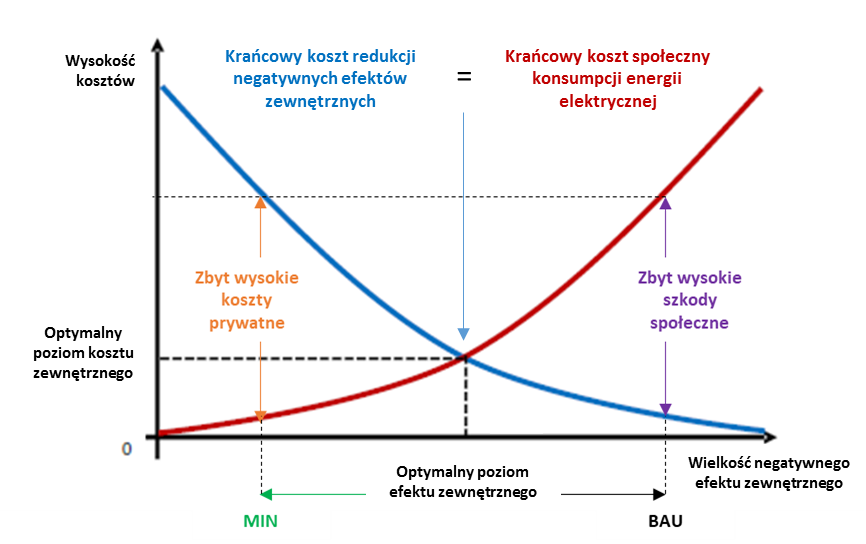 Wysokość
kosztów
Krańcowy koszt redukcji
negatywnych efektów
zewnętrznych
=
Krańcowy koszt społeczny
konsumpcji energii
elektrycznej
Zbyt wysokie
koszty
prywatne
Zbyt wysokie
szkody
społeczne
Optymalny
poziom kosztu
zewnętrznego
0
Optymalny poziom
efektu zewnętrznego
Wielkość negatywnego
efektu zewnętrznego
MIN
BAU